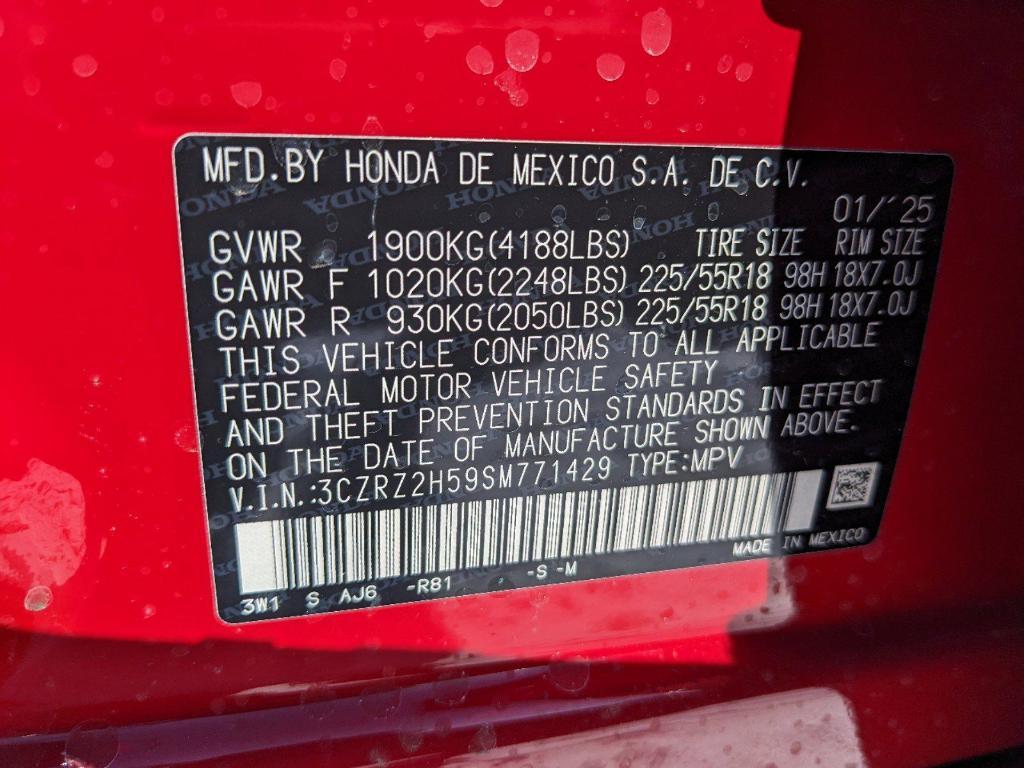 MFD.BY HONDA DE MEXICO S.A. DE C.V.
01/'25
GVWR 1900KG(4188LBS) TIRE SIZE RIM SIZE
GAWR F 1020KG(2248LBS) 225/55R18 98H 18X7.0J
GAWR R 930KG(2050LBS) 225/55R18 98H 18X7.0J
THIS VEHICLE CONFORMS TO ALL APPLICABLE
FEDERAL MOTOR VEHICLE SAFETY
AND THEFT PREVENTION STANDARDS IN EFFECT
ON THE DATE OF MANUFACTURE SHOWN ABOVE.
V.I.N.:3CZRZ2H59SM771429 TYPE:MPV
MADE IN MEXICO
3W1 S AJ6 -R81 -S -M